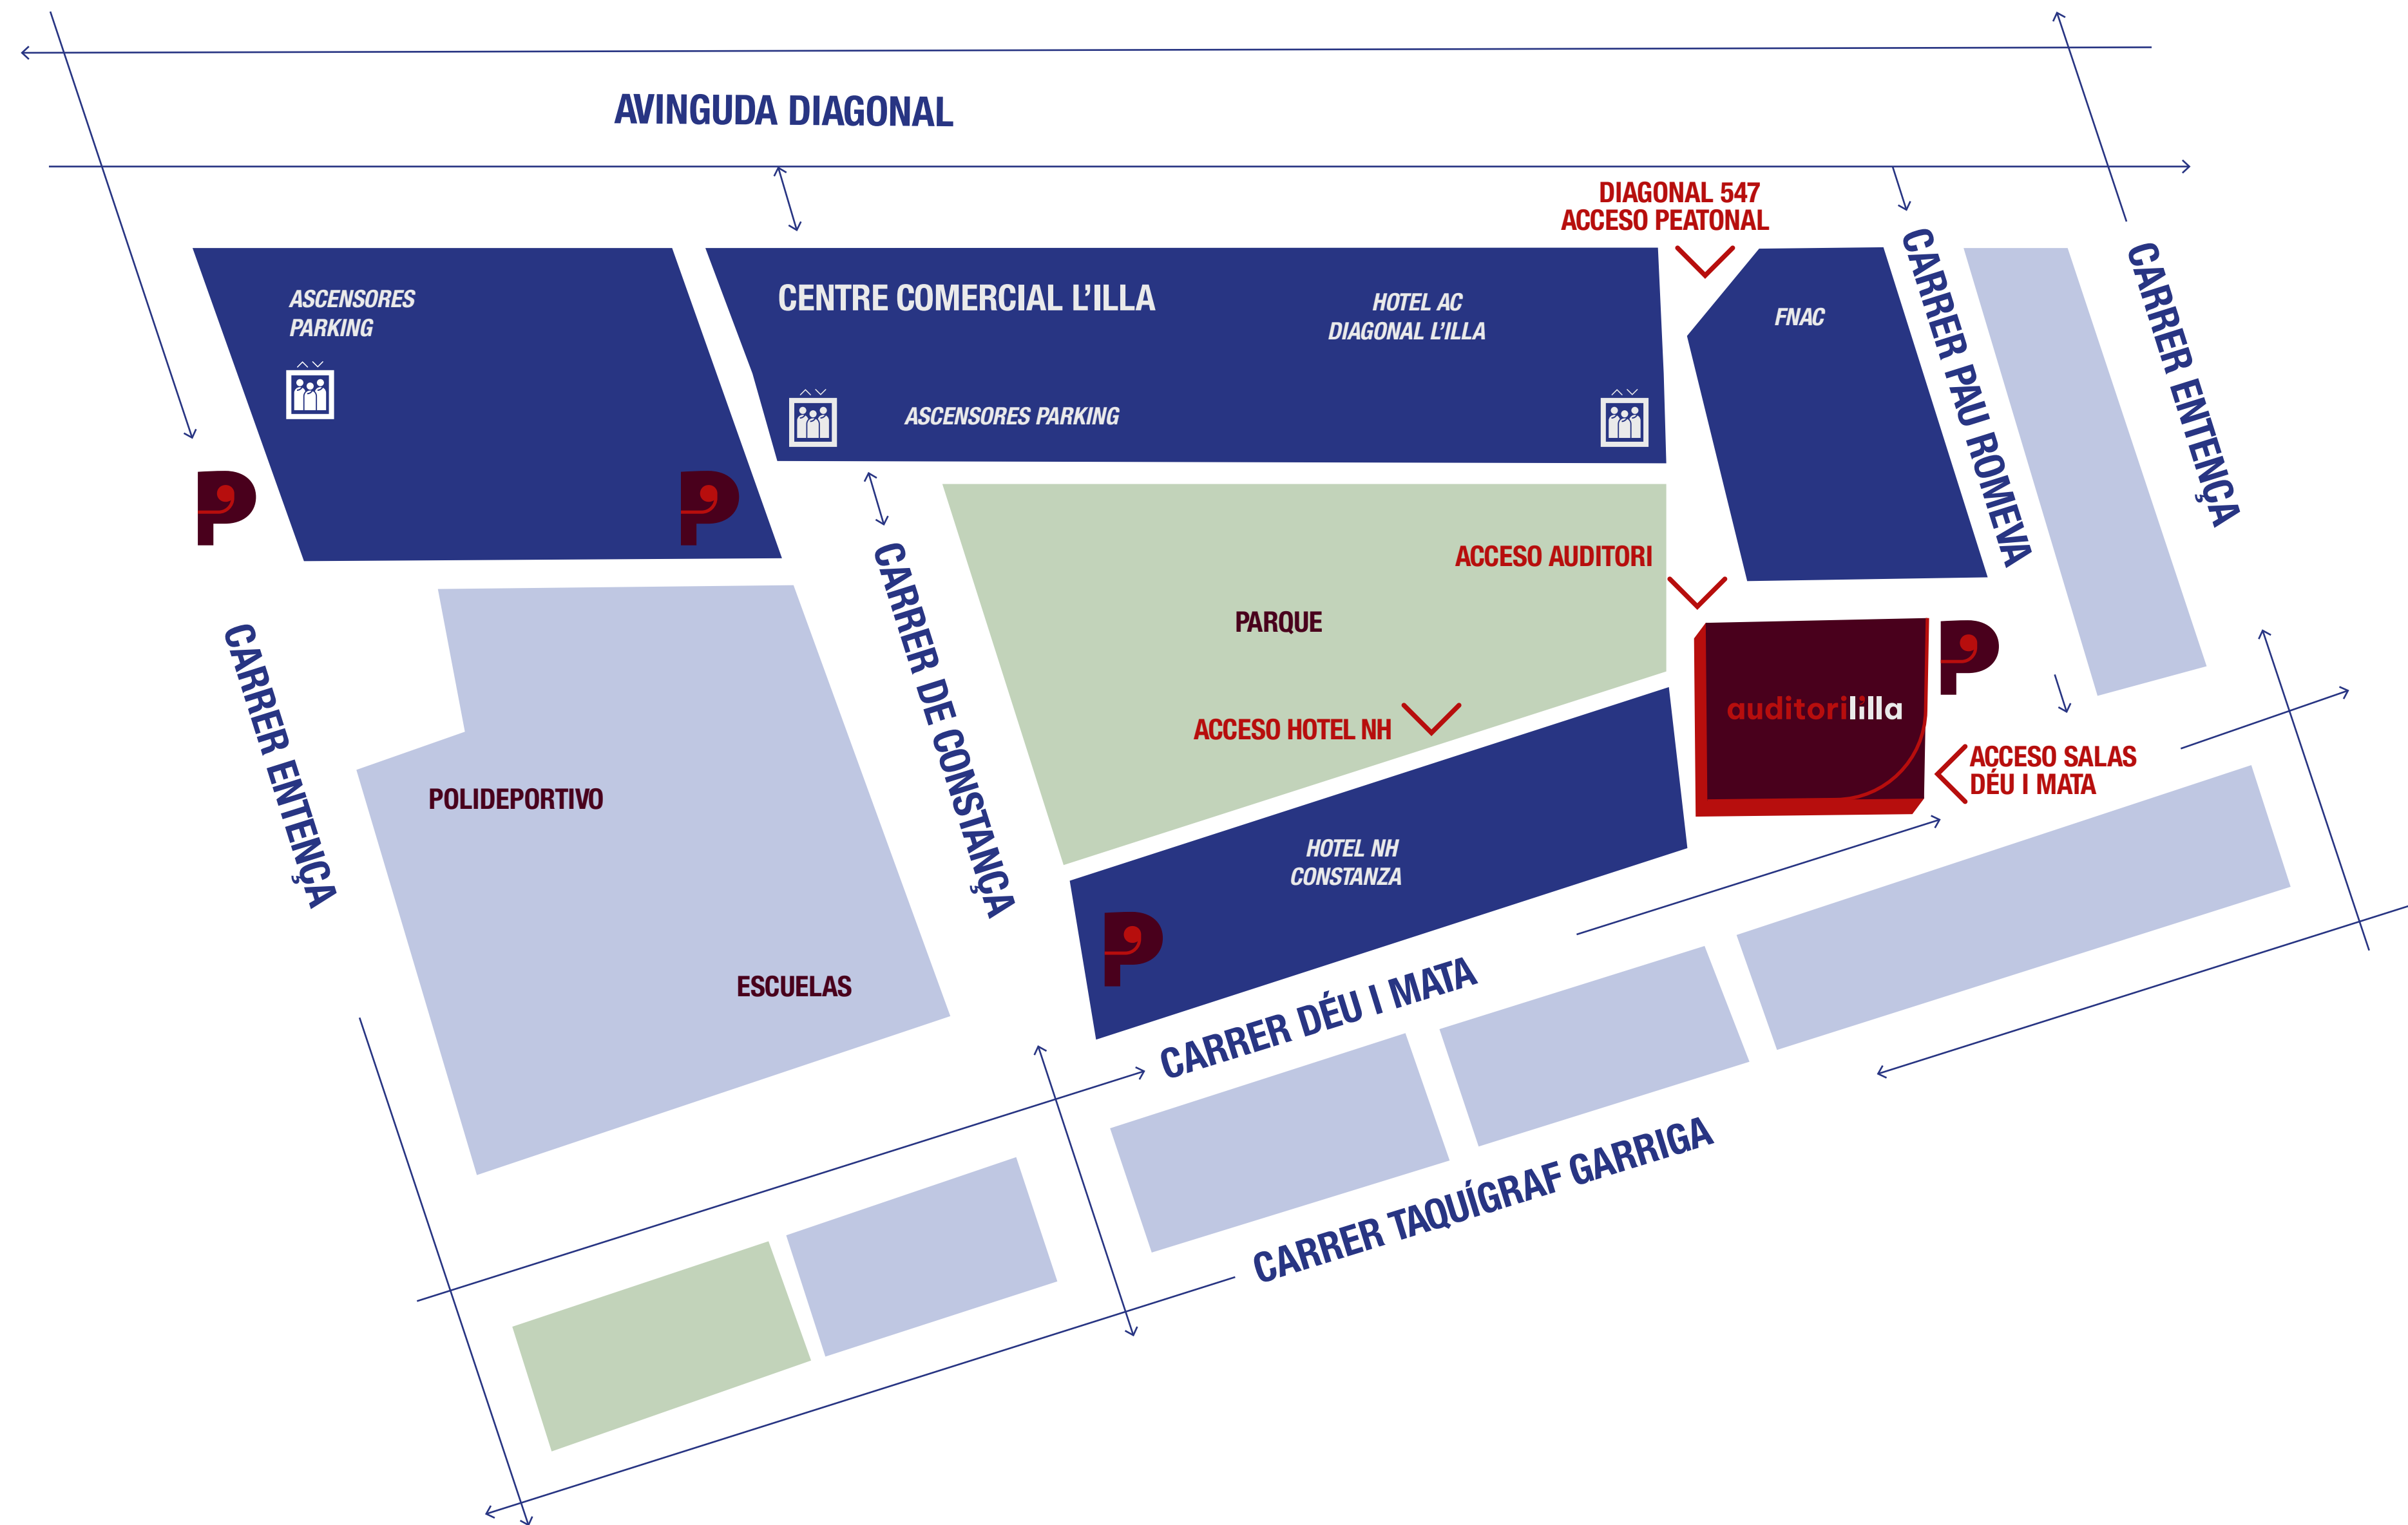 AVINGUDA DIAGONAL
DIAGONAL 547
ACCESO PEATONAL
ASCENSORES
PARKING
CENTRE COMERCIAL L'ILLA
HOTEL AC
DIAGONAL L'ILLA
FNAC
CARRER PAU ROMEVA
CARRER ENTENÇA
ASCENSORES PARKING
P
P
ACCESO AUDITORI
CARRER DE CONSTANÇA
PARQUE
CARRER ENTENÇA
P
auditorililla
ACCESO HOTEL NH
ACCESO SALAS
DÉU I MATA
POLIDEPORTIVO
HOTEL NH
CONSTANZA
P
ESCUELAS
CARRER DÉU I MATA
CARRER TAQUÍGRAF GARRIGA